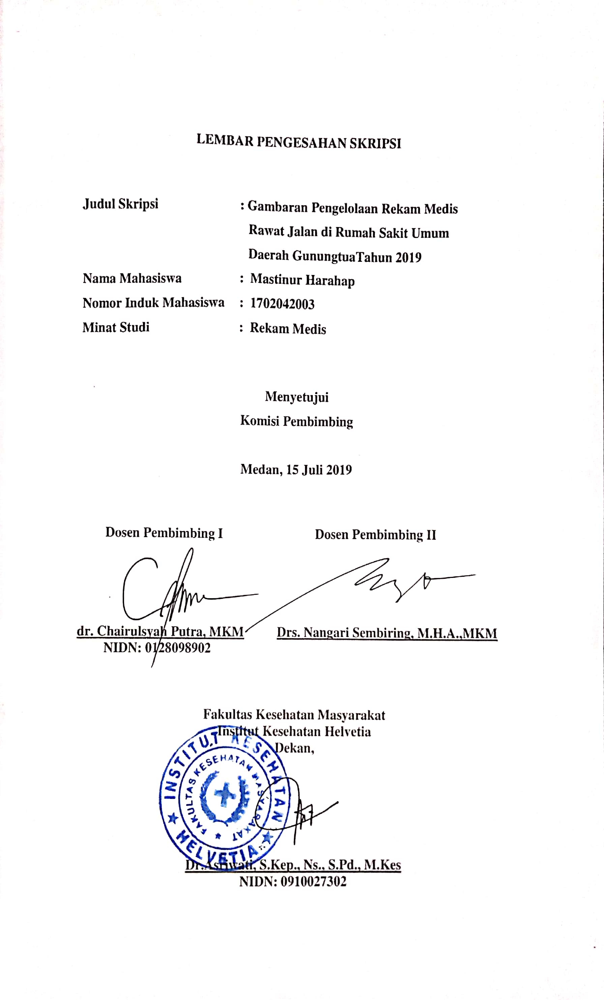 LEMBAR PENGESAHAN SKRIPSI
Judul Skripsi : Gambaran Pengelolaan Rekam Medis
Rawat Jalan di Rumah Sakit Umum
Daerah GunungtuaTahun 2019
Nama Mahasiswa : Mastinur Harahap
Nomor Induk Mahasiswa : 1702042003
Minat Studi : Rekam Medis
Menyetujui
Komisi Pembimbing
Medan, 15 Juli 2019
Dosen Pembimbing I Dosen Pembimbing II
dr. Chairulsyah Putra, MKM Drs. Nangari Sembiring, M.H.A.,MKM
NIDN: 0128098902
Fakultas Kesehatan Masyarakat
Institut Kesehatan Helvetia
Dekan,
INSTITUT KESEHATAN
FAKULTAS KESEHATAN MASYARAKAT
HELVETIA
Dr.Asriwati, S.Kep., Ns., S.Pd., M.Kes
NIDN: 0910027302